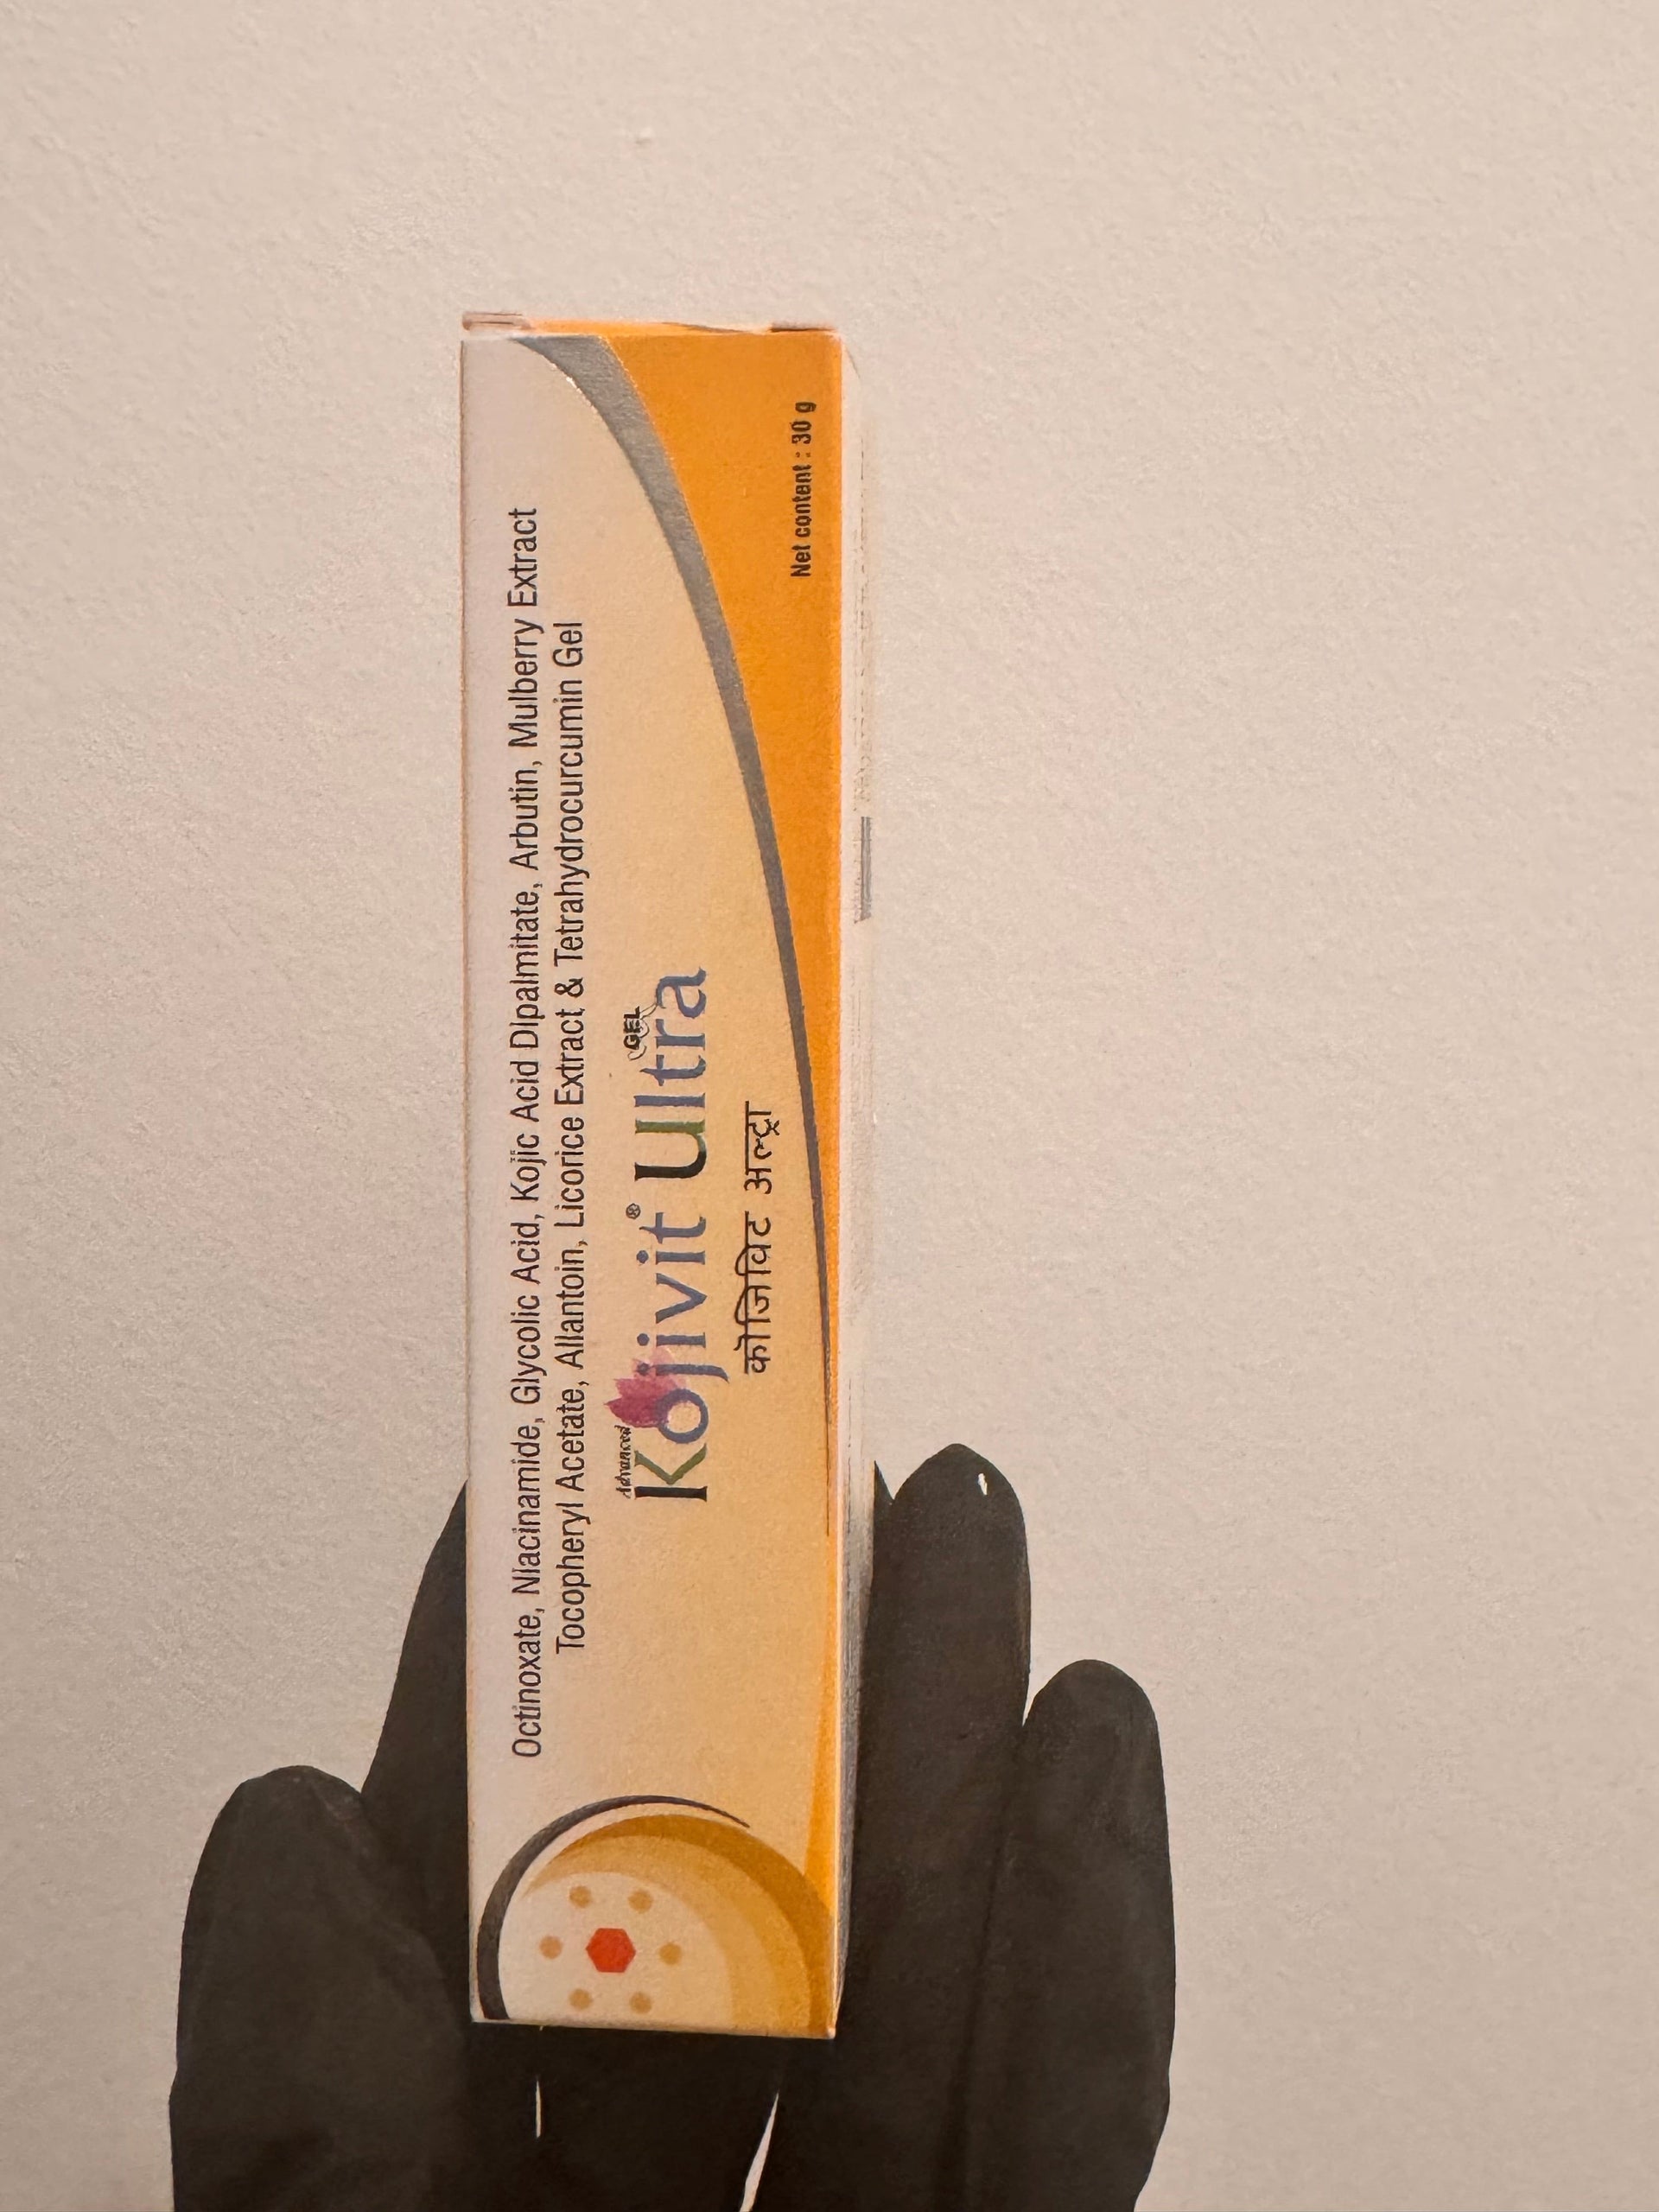 Octinoxate, Niacinamide, Glycolic Acid, Kojic Acid Dipalmitate, Arbutin, Mulberry Extract
Tocopheryl Acetate, Allantoin, Licorice Extract & Tetrahydrocurcumin Gel
Advanced
Kojivit® Ultra GEL
कोजिविट अल्ट्रा
Net content : 30 g